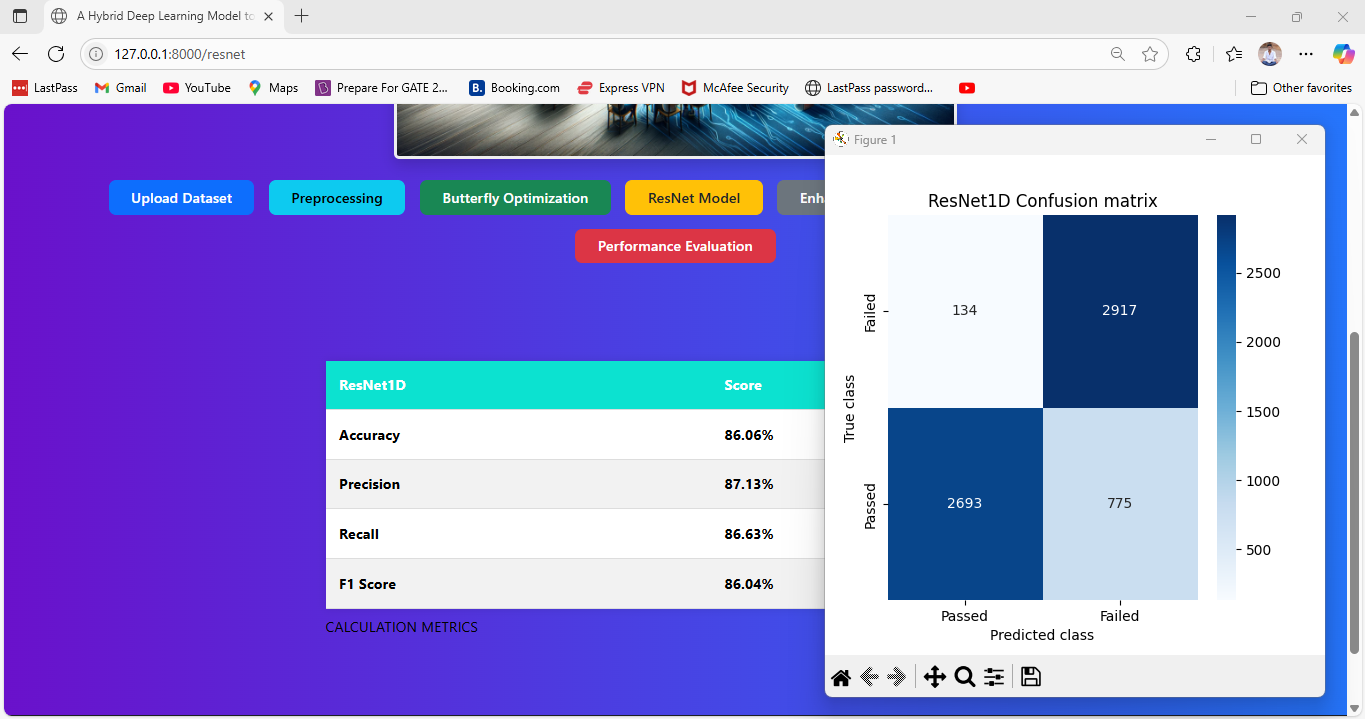 A Hybrid Deep Learning Model to
127.0.0.1:8000/resnet
LastPass Gmail YouTube Maps Prepare For GATE 2... Booking.com Express VPN McAfee Security LastPass password... Other favorites
Figure 1
Upload Dataset Preprocessing Butterfly Optimization ResNet Model Enh
Performance Evaluation
ResNet1D Score
Accuracy 86.06%
Precision 87.13%
Recall 86.63%
F1 Score 86.04%
CALCULATION METRICS
ResNet1D Confusion matrix
Failed 134 2917
Passed 2693 775
True class
Passed Failed
Predicted class
2500
2000
1500
1000
500